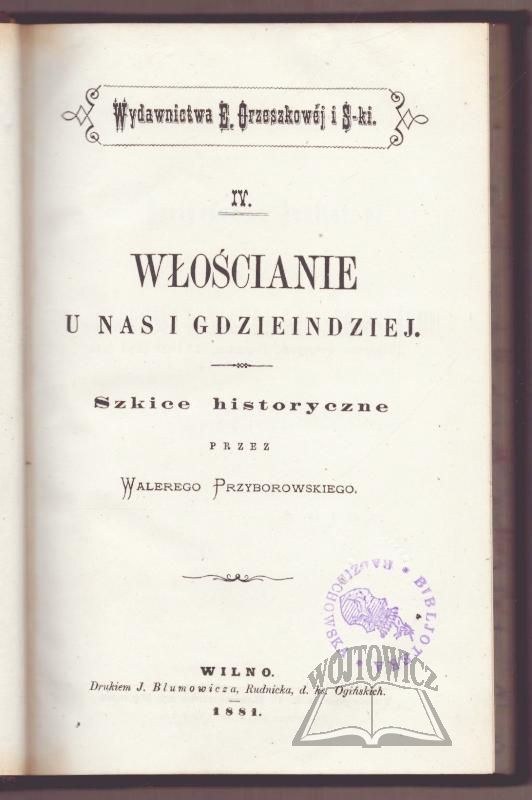 Wydawnictwa E. Orzeszkowéj i S-ki.
IV.
WŁOŚCIANIE
U NAS I GDZIEINDZIEJ.
Szkice historyczne
PRZEZ
WALEREGO PRZYBOROWSKIEGO.
WILNO.
Drukiem J. Blumowicza, Rudnicka, d. ks. Ogińskich.
1881.
WÓJTOWICZ